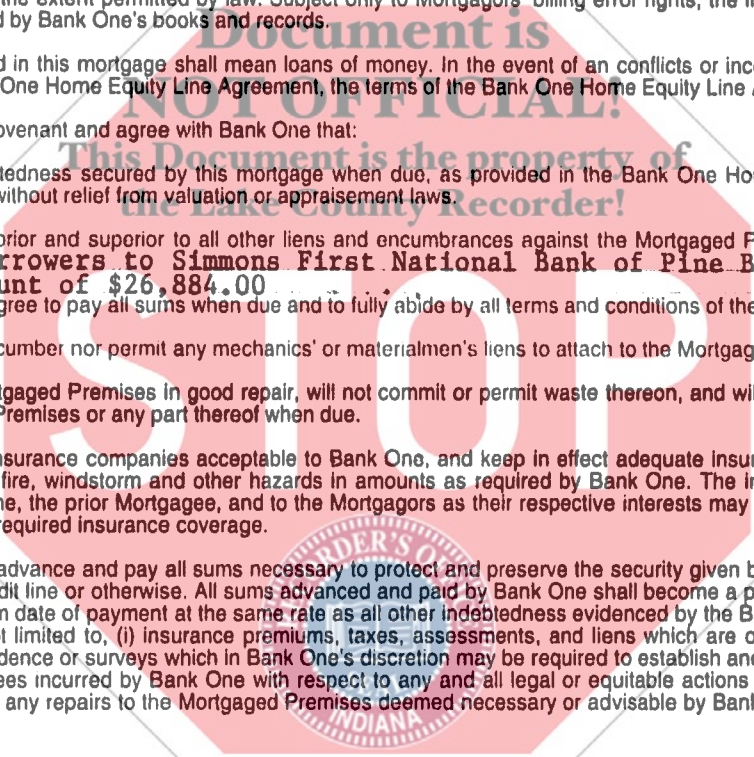 the extent permitted by law. Subject only to Mortgagors' billing error rights, the i
d by Bank One's books and records.
Document is
d in this mortgage shall mean loans of money. In the event of an conflicts or inco
One Home Equity Line Agreement, the terms of the Bank One Home Equity Line A
NOT OFFICIAL!
ovenant and agree with Bank One that:
This Document is the property of
tedness secured by this mortgage when due, as provided in the Bank One Ho
without relief from valuation or appraisement laws.
the Lake County Recorder!
prior and superior to all other liens and encumbrances against the Mortgaged P
rrowers to Simmons First National Bank of Pine B
unt of $26,884.00
gree to pay all sums when due and to fully abide by all terms and conditions of the
cumber nor permit any mechanics' or materialmen's liens to attach to the Mortgag
STOP
tgaged Premises in good repair, will not commit or permit waste thereon, and wil
Premises or any part thereof when due.
nsurance companies acceptable to Bank One, and keep in effect adequate insur
fire, windstorm and other hazards in amounts as required by Bank One. The in
ne, the prior Mortgagee, and to the Mortgagors as their respective interests may
required insurance coverage.
advance and pay all sums necessary to protect and preserve the security given b
dit line or otherwise. All sums advanced and paid by Bank One shall become a p
m date of payment at the same rate as all other indebtedness evidenced by the B
t limited to, (i) insurance premiums, taxes, assessments, and liens which are o
dence or surveys which in Bank One's discretion may be required to establish and
ees incurred by Bank One with respect to any and all legal or equitable actions
any repairs to the Mortgaged Premises deemed necessary or advisable by Bank
RECORDER'S OFFICE
INDIANA